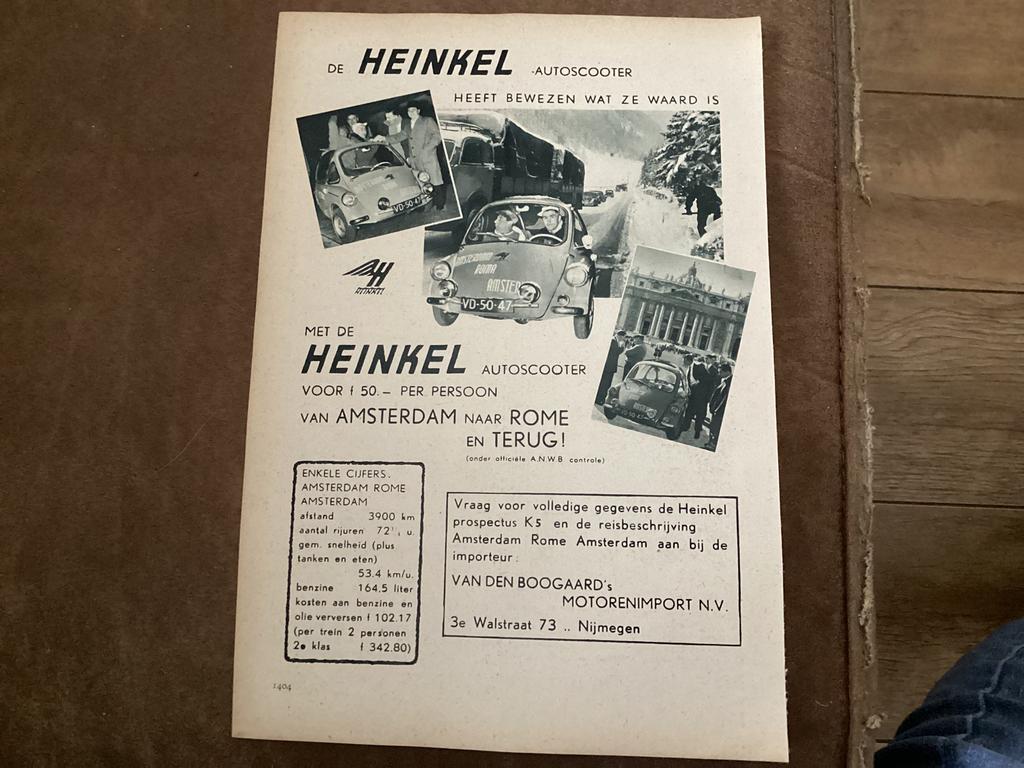 DE HEINKEL -AUTOSCOOTER
HEEFT BEWEZEN WAT ZE WAARD IS
VD-50-47
AMSTERDAM
ROMA
AMSTER
VD-50-47
HEINKEL
MET DE
HEINKEL AUTOSCOOTER
VOOR f 50.— PER PERSOON
VAN AMSTERDAM NAAR ROME
EN TERUG!
(onder officiële A.N.W.B controle)
ENKELE CIJFERS.
AMSTERDAM ROME
AMSTERDAM
afstand 3900 km
aantal rijuren u.
gem. snelheid (plus
tanken en eten)
53.4 km/u.
benzine 164,5 liter
kosten aan benzine en
olie verversen f 102.17
(per trein 2 personen
2e klas f 342.80)
Vraag voor volledige gegevens de Heinkel
prospectus K5 en de reisbeschrijving
Amsterdam Rome Amsterdam aan bij de
importeur:
VAN DEN BOOGAARD's
MOTORENIMPORT N.V.
3e Walstraat 73 .. Nijmegen
1404